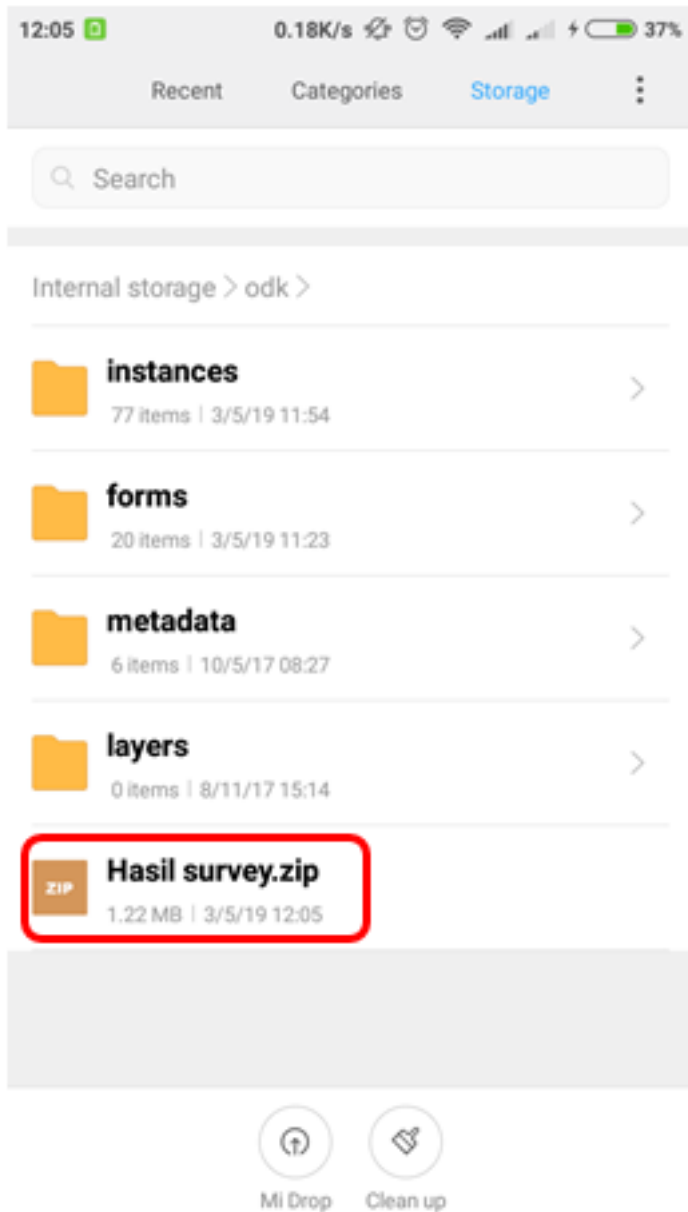 12:05 0.18K/s 37%
Recent Categories Storage
Search
Internal storage > odk >
instances
77 items | 3/5/19 11:54
forms
20 items | 3/5/19 11:23
metadata
6 items | 10/5/17 08:27
layers
0 items | 8/11/17 15:14
ZIP
Hasil survey.zip
1.22 MB | 3/5/19 12:05
Mi Drop Clean up